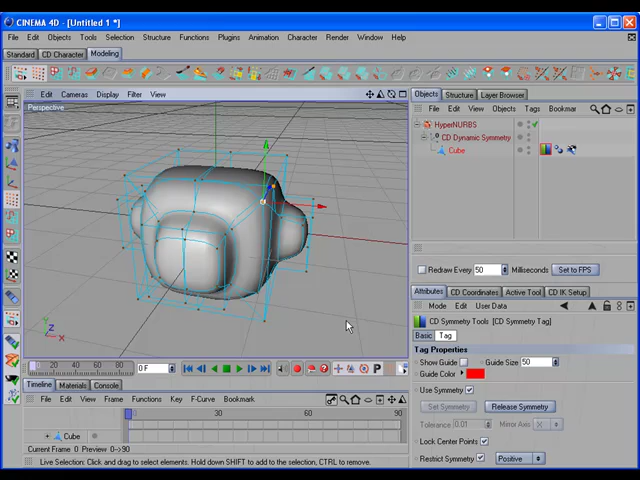 CINEMA 4D - [Untitled 1 *]
File Edit Objects Tools Selection Structure Functions Plugins Animation Character Render Window Help
Standard CD Character Modeling
Edit Cameras Display Filter View
Perspective
Y
Z
X
Objects Structure Layer Browser
File Edit View Objects Tags Bookmar
HyperNURBS
CD Dynamic Symmetry
Cube
Redraw Every 50 Milliseconds Set to FPS
Attributes CD Coordinates Active Tool CD IK Setup
Mode Edit User Data
CD Symmetry Tools [CD Symmetry Tag]
Basic Tag
Tag Properties
Show Guide Guide Size 50
Guide Color
Use Symmetry
Set Symmetry Release Symmetry
Tolerance 0.01 Mirror Axis X
Lock Center Points
Restrict Symmetry Positive
0 20 40 60 80 0 F
P
Timeline Materials Console
File Edit View Frame Function Key F-Curve Bookmark
0 30 60 90
Cube
Current Frame 0 Preview 0-->90
Live Selection: Click and drag to select elements. Hold down SHIFT to add to the selection, CTRL to remove.